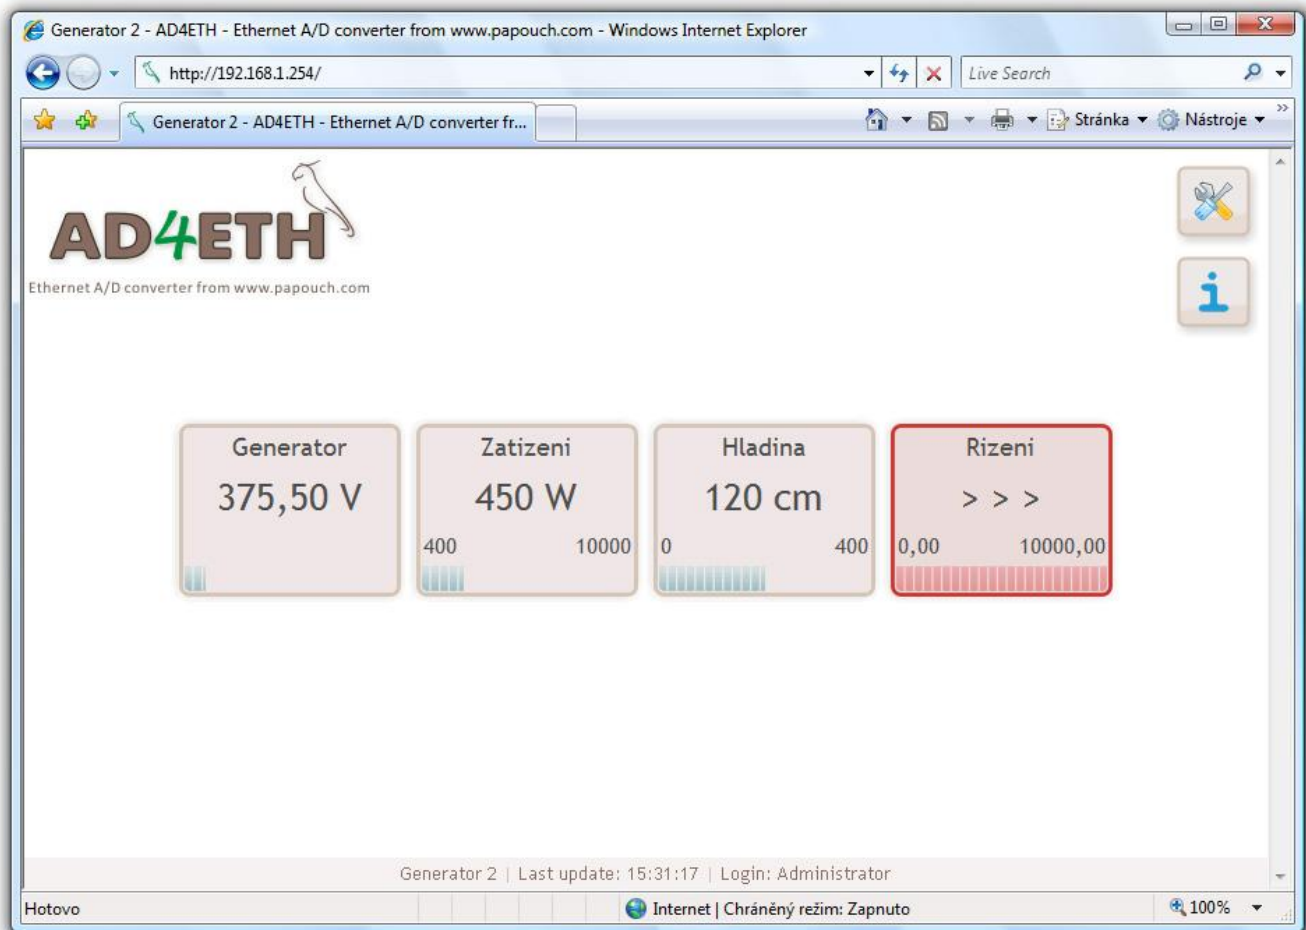 Generator 2 - AD4ETH - Ethernet A/D converter from www.papouch.com - Windows Internet Explorer
http://192.168.1.254/
Live Search
Generator 2 - AD4ETH - Ethernet A/D converter fr...
Stránka
Nástroje
AD4ETH
Ethernet A/D converter from www.papouch.com
Generator
375,50 V
Zatizeni
450 W
400 10000
Hladina
120 cm
0 400
Rizeni
> > >
0,00 10000,00
Generator 2 | Last update: 15:31:17 | Login: Administrator
Hotovo
Internet | Chráněný režim: Zapnuto
100%